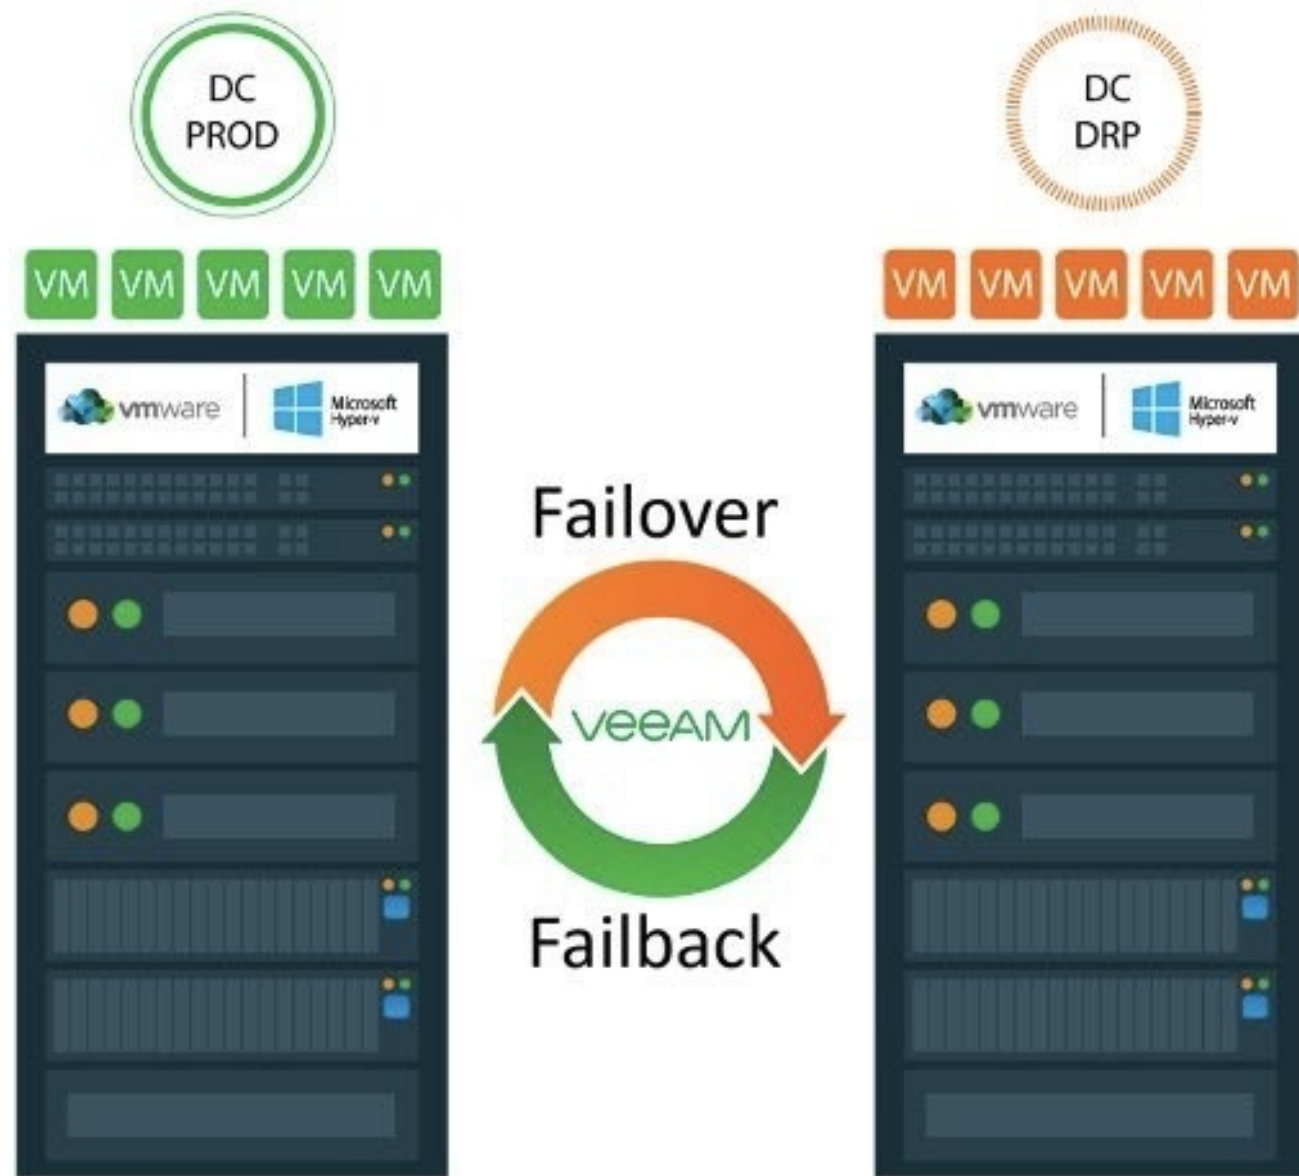 DC
PROD
DC
DRP
VM VM VM VM VM
VM VM VM VM VM
vmware
Microsoft
Hyper-v
vmware
Microsoft
Hyper-v
Failover
veeam
Failback